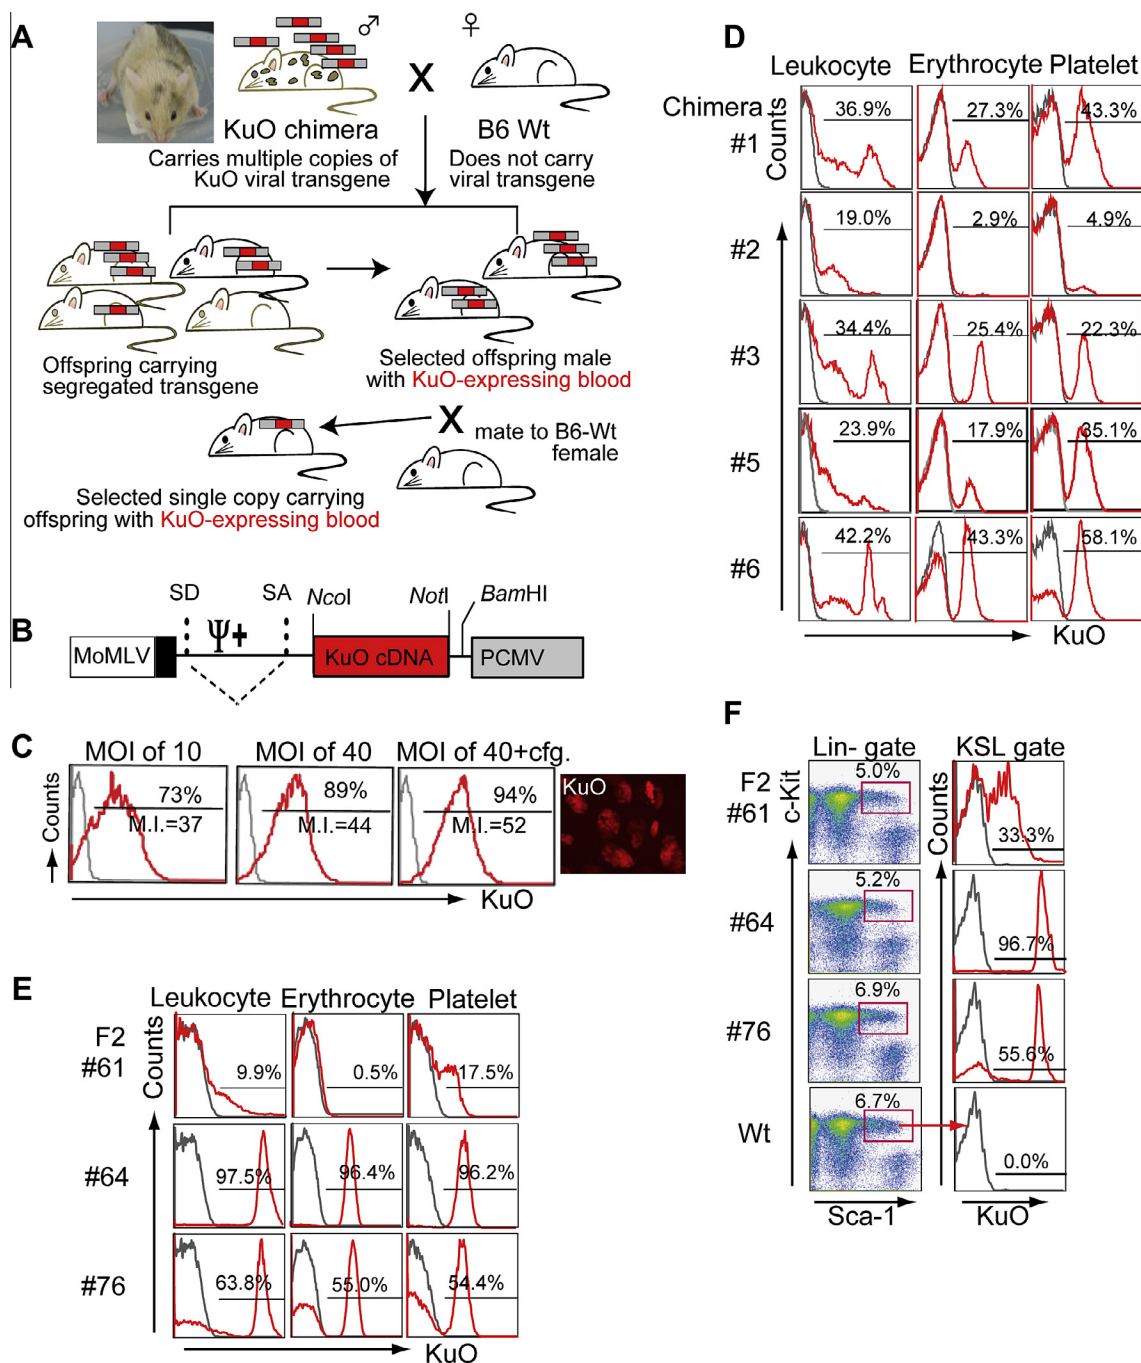 A
♂
♀
X
KuO chimera
Carries multiple copies of
KuO viral transgene
B6 Wt
Does not carry
viral transgene
Offspring carrying
segregated transgene
Selected offspring male
with KuO-expressing blood
X
mate to B6-Wt
female
Selected single copy carrying
offspring with KuO-expressing blood
B
SD
SA
NcoI
NotI
BamHI
Ψ+
MoMLV
KuO cDNA
PCMV
C
MOI of 10
MOI of 40
MOI of 40+cfg.
Counts
73%
M.I.=37
89%
M.I.=44
94%
M.I.=52
KuO
KuO
D
Leukocyte
Erythrocyte
Platelet
Chimera
#1
Counts
36.9%
27.3%
43.3%
#2
19.0%
2.9%
4.9%
#3
34.4%
25.4%
22.3%
#5
23.9%
17.9%
35.1%
#6
42.2%
43.3%
58.1%
KuO
E
Leukocyte
Erythrocyte
Platelet
F2
#61
Counts
9.9%
0.5%
17.5%
#64
97.5%
96.4%
96.2%
#76
63.8%
55.0%
54.4%
KuO
F
Lin- gate
KSL gate
F2
#61
c-Kit
5.0%
Counts
33.3%
#64
5.2%
96.7%
#76
6.9%
55.6%
Wt
6.7%
0.0%
Sca-1
KuO